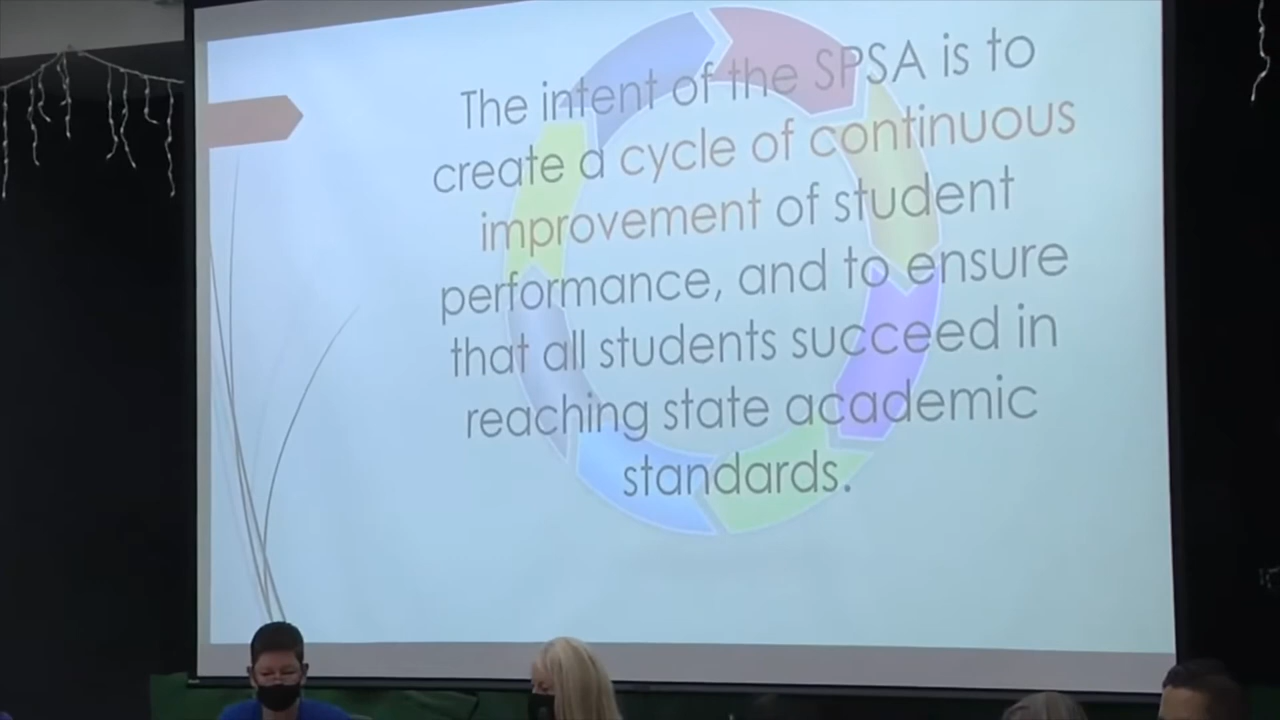 The intent of the SPSA is to
create a cycle of continuous
improvement of student
performance, and to ensure
that all students succeed in
reaching state academic
standards.